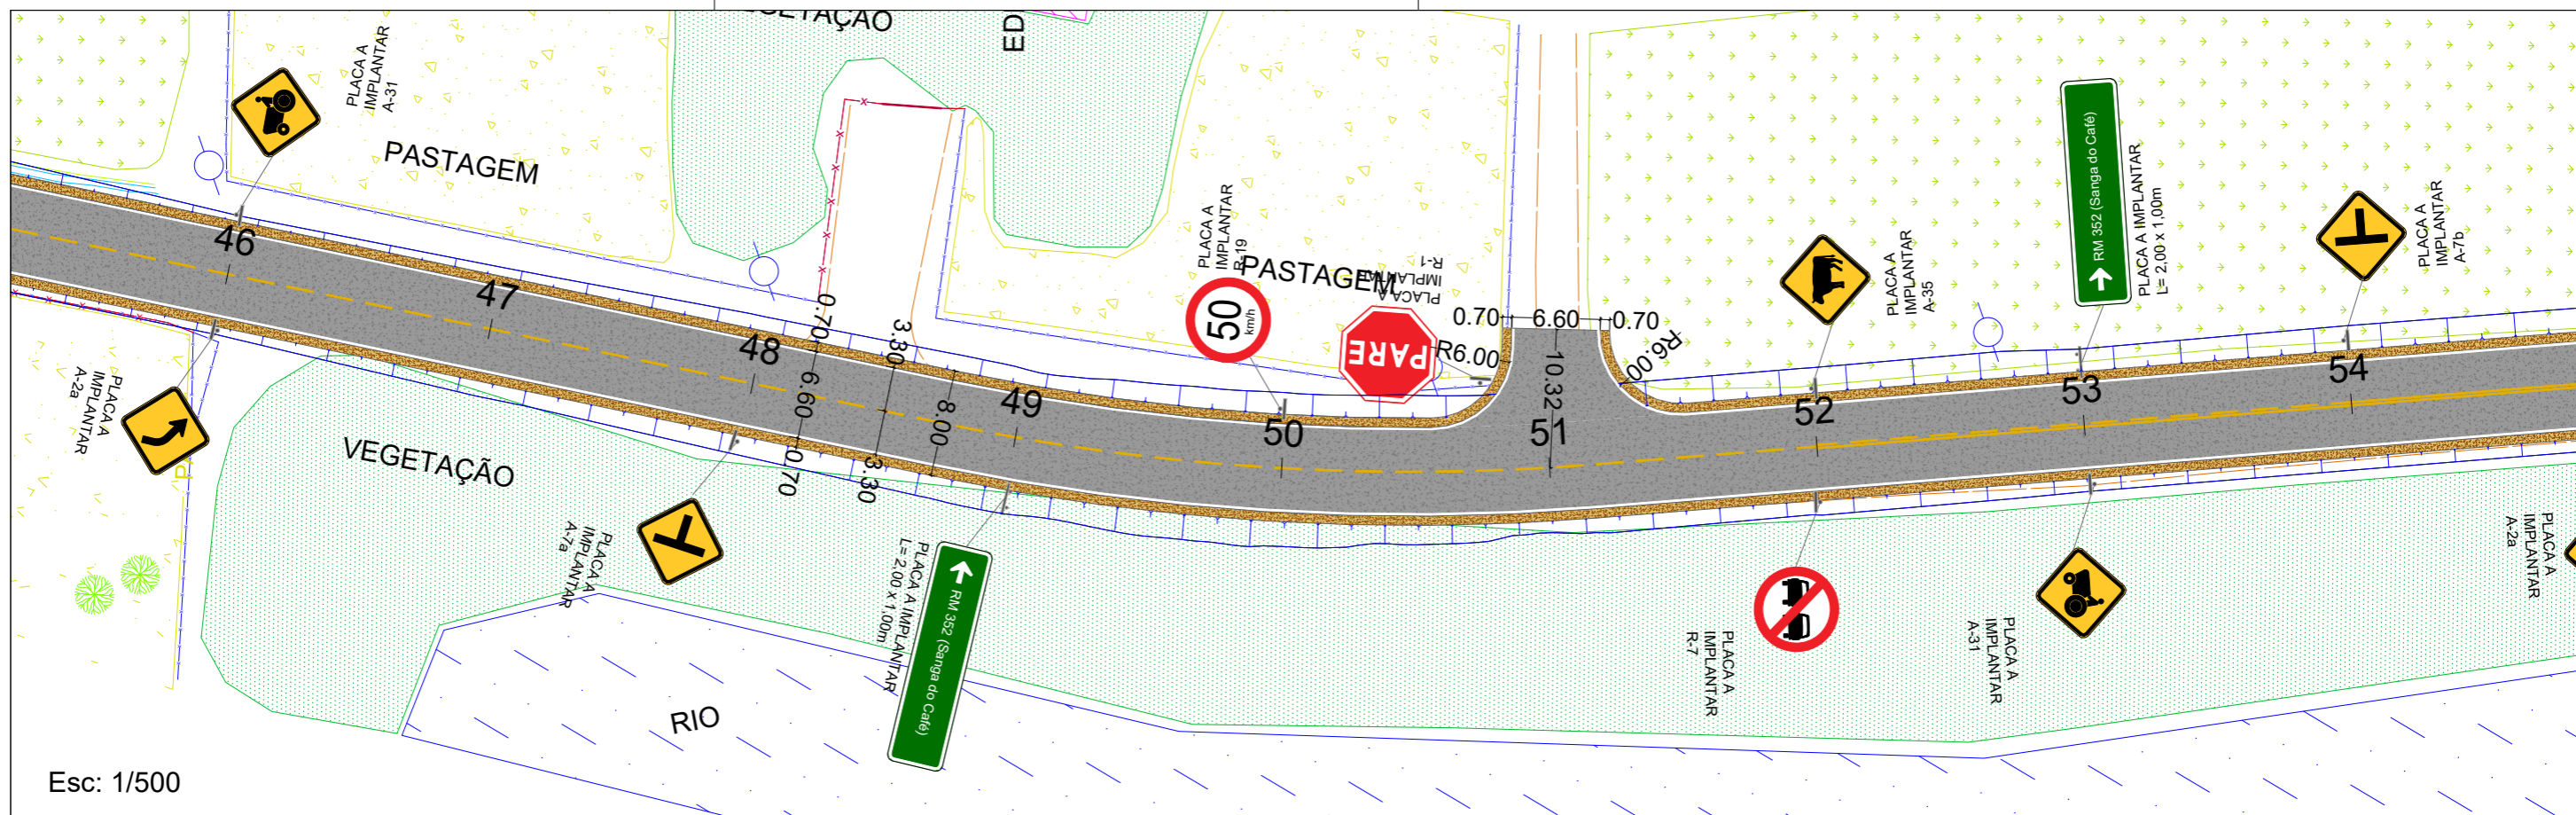 GETAÇÃO
ED
PLACA A
IMPLANTAR
A-31
PASTAGEM
PLACA A
IMPLANTAR
R-19
50
km/h
PASTAGEM
PLACA A
IMPLANTAR
R-1
PARE
PLACA A
IMPLANTAR
A-35
RM 352 (Sanga do Café)
PLACA A IMPLANTAR
L= 2,00 x 1,00m
PLACA A
IMPLANTAR
A-7b
0.70
6.60
0.70
R6.00
R6.00
10.32
46
47
48
49
50
51
52
53
54
0.70
6.60
0.70
3.30
3.30
8.00
PLACA A
IMPLANTAR
A-2a
VEGETAÇÃO
PLACA A
IMPLANTAR
A-7a
PLACA A IMPLANTAR
L= 2,00 x 1,00m
RM 352 (Sanga do Café)
PLACA A
IMPLANTAR
R-7
PLACA A
IMPLANTAR
A-31
PLACA A
IMPLANTAR
A-2a
RIO
Esc: 1/500